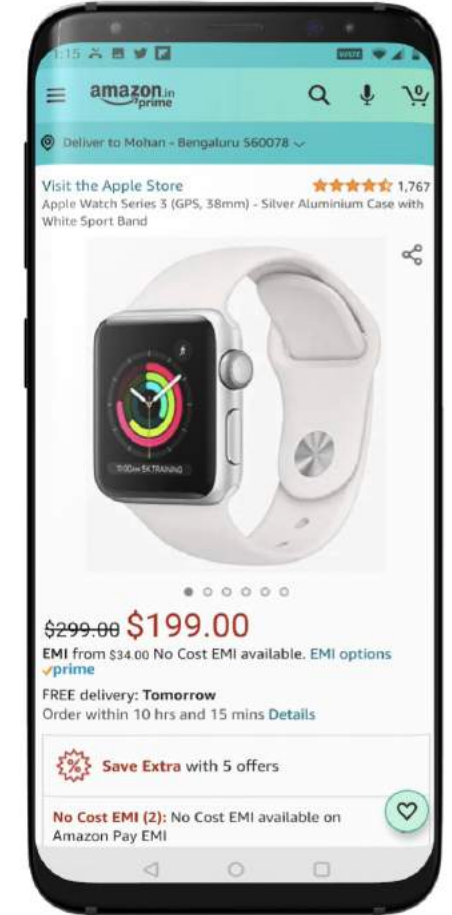 1:15
amazon.in
prime
0
Deliver to Mohan - Bengaluru 560078
Visit the Apple Store 1,767
Apple Watch Series 3 (GPS, 38mm) - Silver Aluminium Case with
White Sport Band
11:00AM 5K TRAINING
$299.00 $199.00
EMI from $34.00 No Cost EMI available. EMI options
prime
FREE delivery: Tomorrow
Order within 10 hrs and 15 mins Details
% Save Extra with 5 offers
No Cost EMI (2): No Cost EMI available on
Amazon Pay EMI